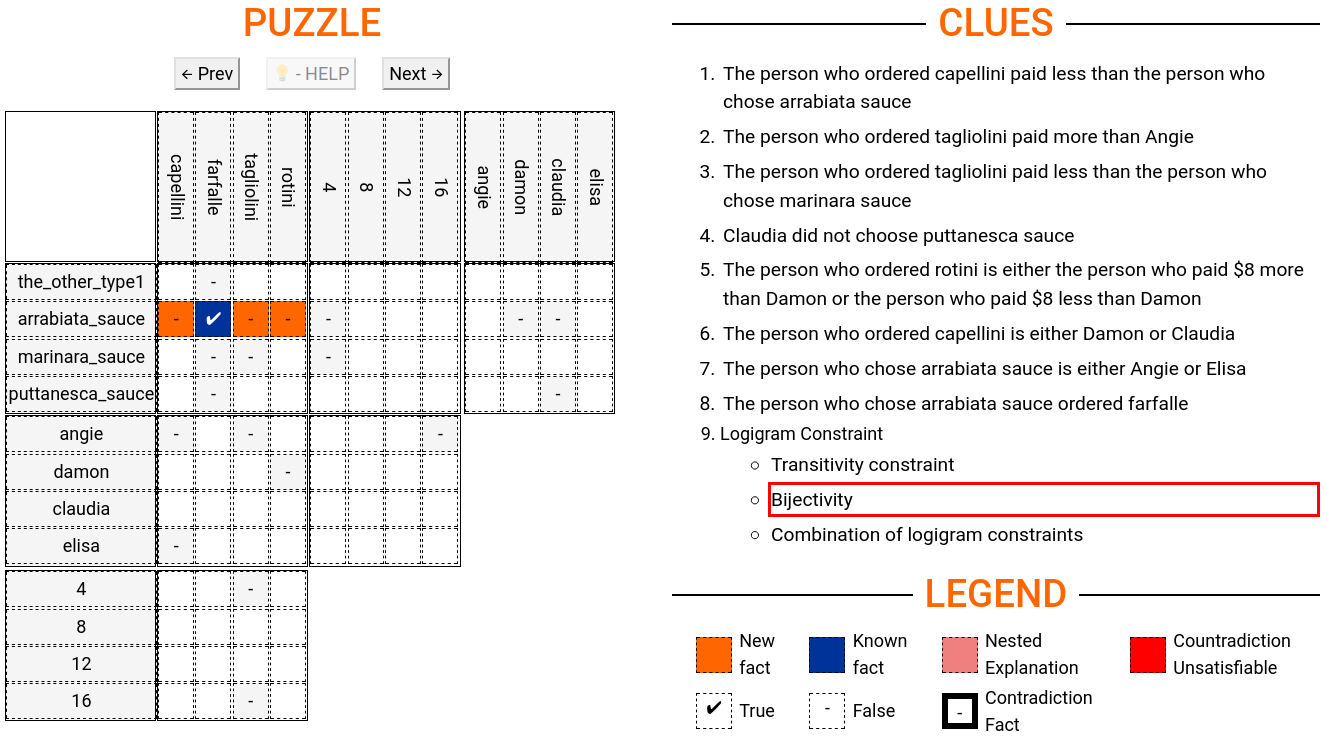 PUZZLE
← Prev 💡 - HELP Next →
capellini farfalle tagliolini rotini 4 8 12 16 angie damon claudia elisa
the_other_type1 -
arrabiata_sauce - ✔ - - - - -
marinara_sauce - - -
puttanesca_sauce - -
angie - - -
damon -
claudia
elisa -
4 -
8
12
16 -
CLUES
1. The person who ordered capellini paid less than the person who
chose arrabiata sauce
2. The person who ordered tagliolini paid more than Angie
3. The person who ordered tagliolini paid less than the person who
chose marinara sauce
4. Claudia did not choose puttanesca sauce
5. The person who ordered rotini is either the person who paid $8 more
than Damon or the person who paid $8 less than Damon
6. The person who ordered capellini is either Damon or Claudia
7. The person who chose arrabiata sauce is either Angie or Elisa
8. The person who chose arrabiata sauce ordered farfalle
9. Logigram Constraint
○ Transitivity constraint
○ Bijectivity
○ Combination of logigram constraints
LEGEND
New
fact
Known
fact
Nested
Explanation
Countradiction
Unsatisfiable
✔ True
- False
- Contradiction
Fact